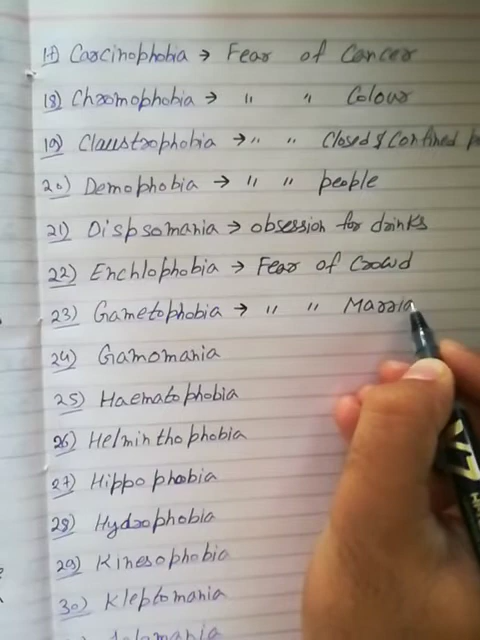 17) Carcinophobia → Fear of Cancer
18) Chromophobia → " " Colour
19) Claustrophobia → " " Closed & Confined
20) Demophobia → " " people
21) Dispsomania → obsession for drinks
22) Enchlophobia → Fear of Crowd
23) Gametophobia → " " Marria
24) Gamomania
25) Haematophobia
26) Helminthophobia
27) Hippophobia
28) Hydrophobia
29) Kinesophobia
30) Kleptomania
V7